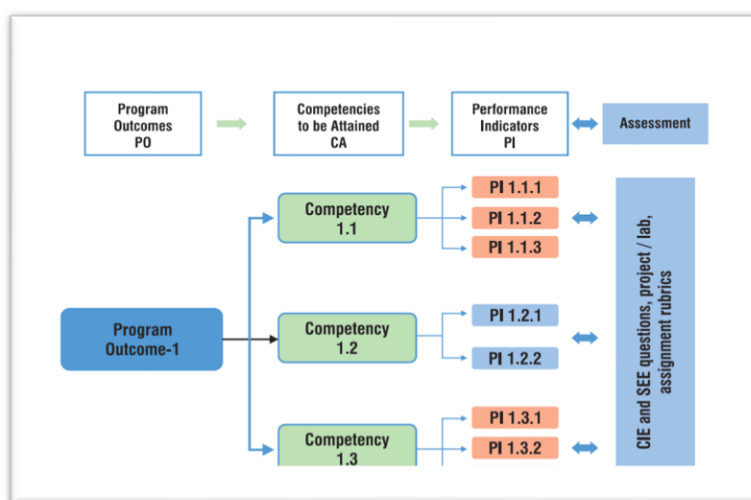 Program
Outcomes
PO
Competencies
to be Attained
CA
Performance
Indicators
PI
Assessment
Program
Outcome-1
Competency
1.1
PI 1.1.1
PI 1.1.2
PI 1.1.3
Competency
1.2
PI 1.2.1
PI 1.2.2
Competency
1.3
PI 1.3.1
PI 1.3.2
CIE and SEE questions, project / lab,
assignment rubrics